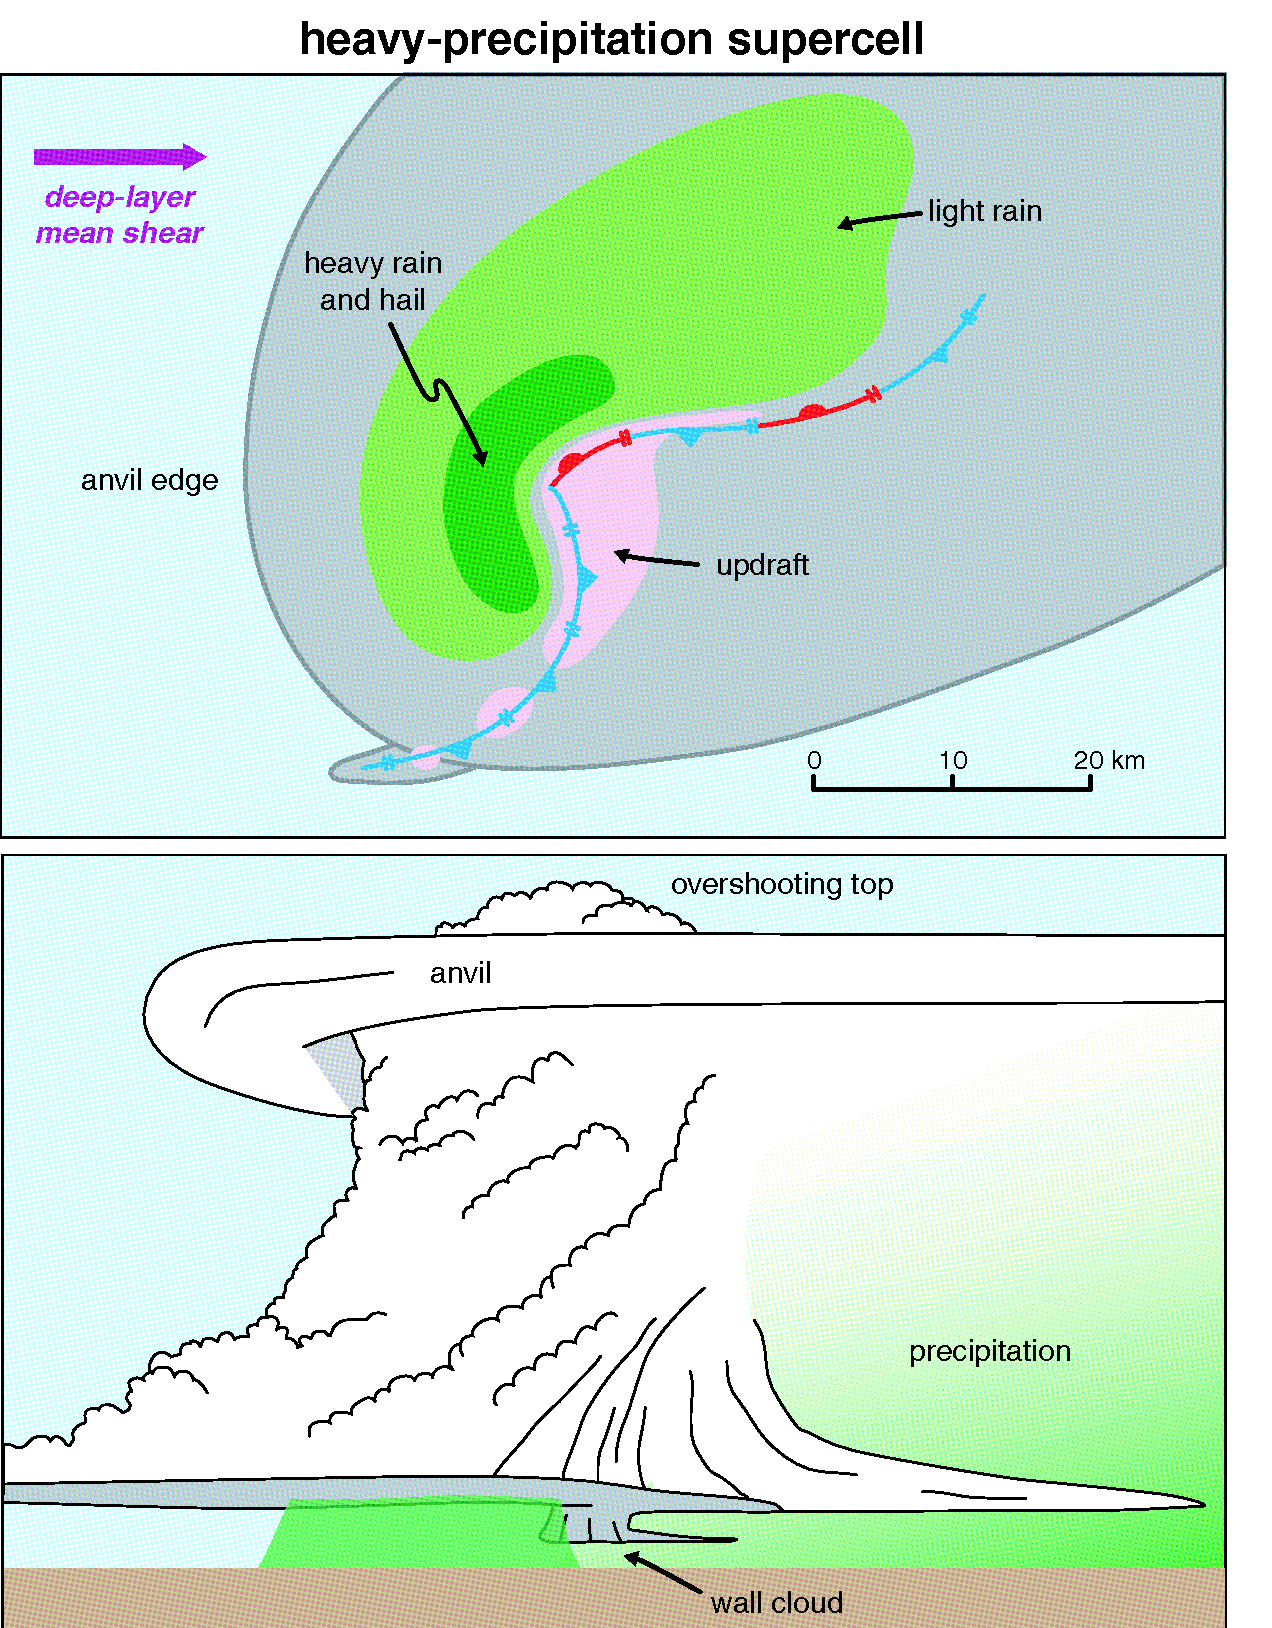 heavy-precipitation supercell
deep-layer
mean shear
light rain
heavy rain
and hail
anvil edge
updraft
0 10 20 km
overshooting top
anvil
precipitation
wall cloud